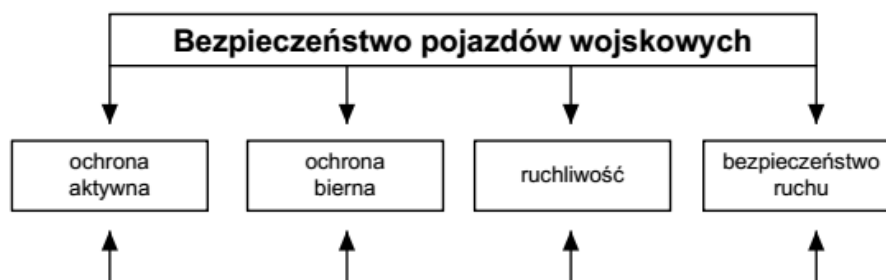 Bezpieczeństwo pojazdów wojskowych
ochrona
aktywna
ochrona
bierna
ruchliwość
bezpieczeństwo
ruchu